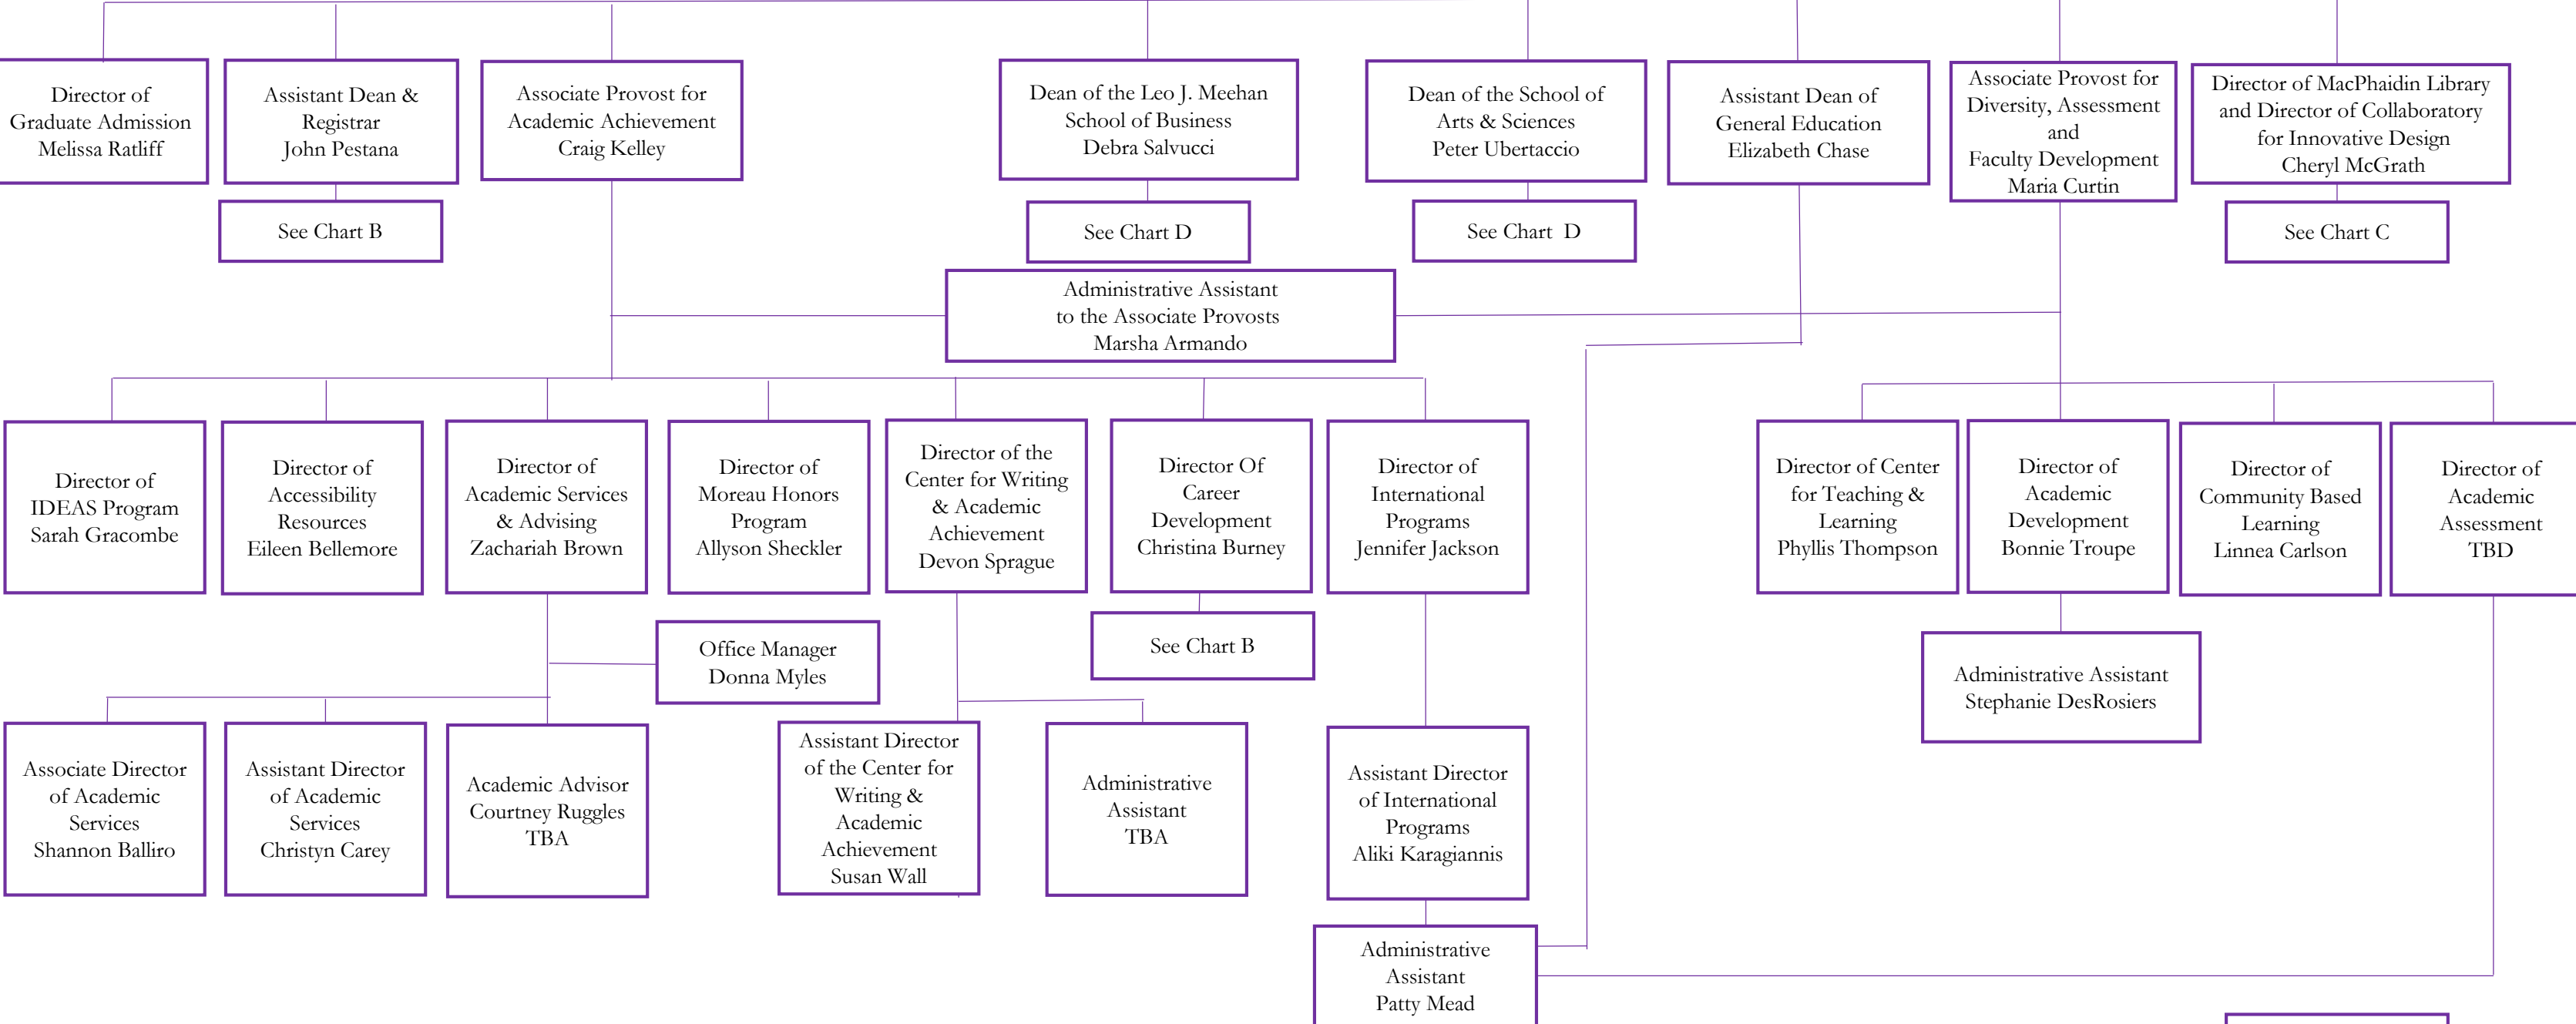 Director of
Graduate Admission
Melissa Ratliff
Assistant Dean &
Registrar
John Pestana
Associate Provost for
Academic Achievement
Craig Kelley
Dean of the Leo J. Meehan
School of Business
Debra Salvucci
Dean of the School of
Arts & Sciences
Peter Ubertaccio
Assistant Dean of
General Education
Elizabeth Chase
Associate Provost for
Diversity, Assessment
and
Faculty Development
Maria Curtin
Director of MacPhaidin Library
and Director of Collaboratory
for Innovative Design
Cheryl McGrath
See Chart B
See Chart D
See Chart D
See Chart C
Administrative Assistant
to the Associate Provosts
Marsha Armando
Director of
IDEAS Program
Sarah Gracombe
Director of
Accessibility
Resources
Eileen Bellemore
Director of
Academic Services
& Advising
Zachariah Brown
Director of
Moreau Honors
Program
Allyson Sheckler
Director of the
Center for Writing
& Academic
Achievement
Devon Sprague
Director Of
Career
Development
Christina Burney
Director of
International
Programs
Jennifer Jackson
Director of Center
for Teaching &
Learning
Phyllis Thompson
Director of
Academic
Development
Bonnie Troupe
Director of
Community Based
Learning
Linnea Carlson
Director of
Academic
Assessment
TBD
Office Manager
Donna Myles
See Chart B
Administrative Assistant
Stephanie DesRosiers
Associate Director
of Academic
Services
Shannon Balliro
Assistant Director
of Academic
Services
Christyn Carey
Academic Advisor
Courtney Ruggles
TBA
Assistant Director
of the Center for
Writing &
Academic
Achievement
Susan Wall
Administrative
Assistant
TBA
Assistant Director
of International
Programs
Aliki Karagiannis
Administrative
Assistant
Patty Mead